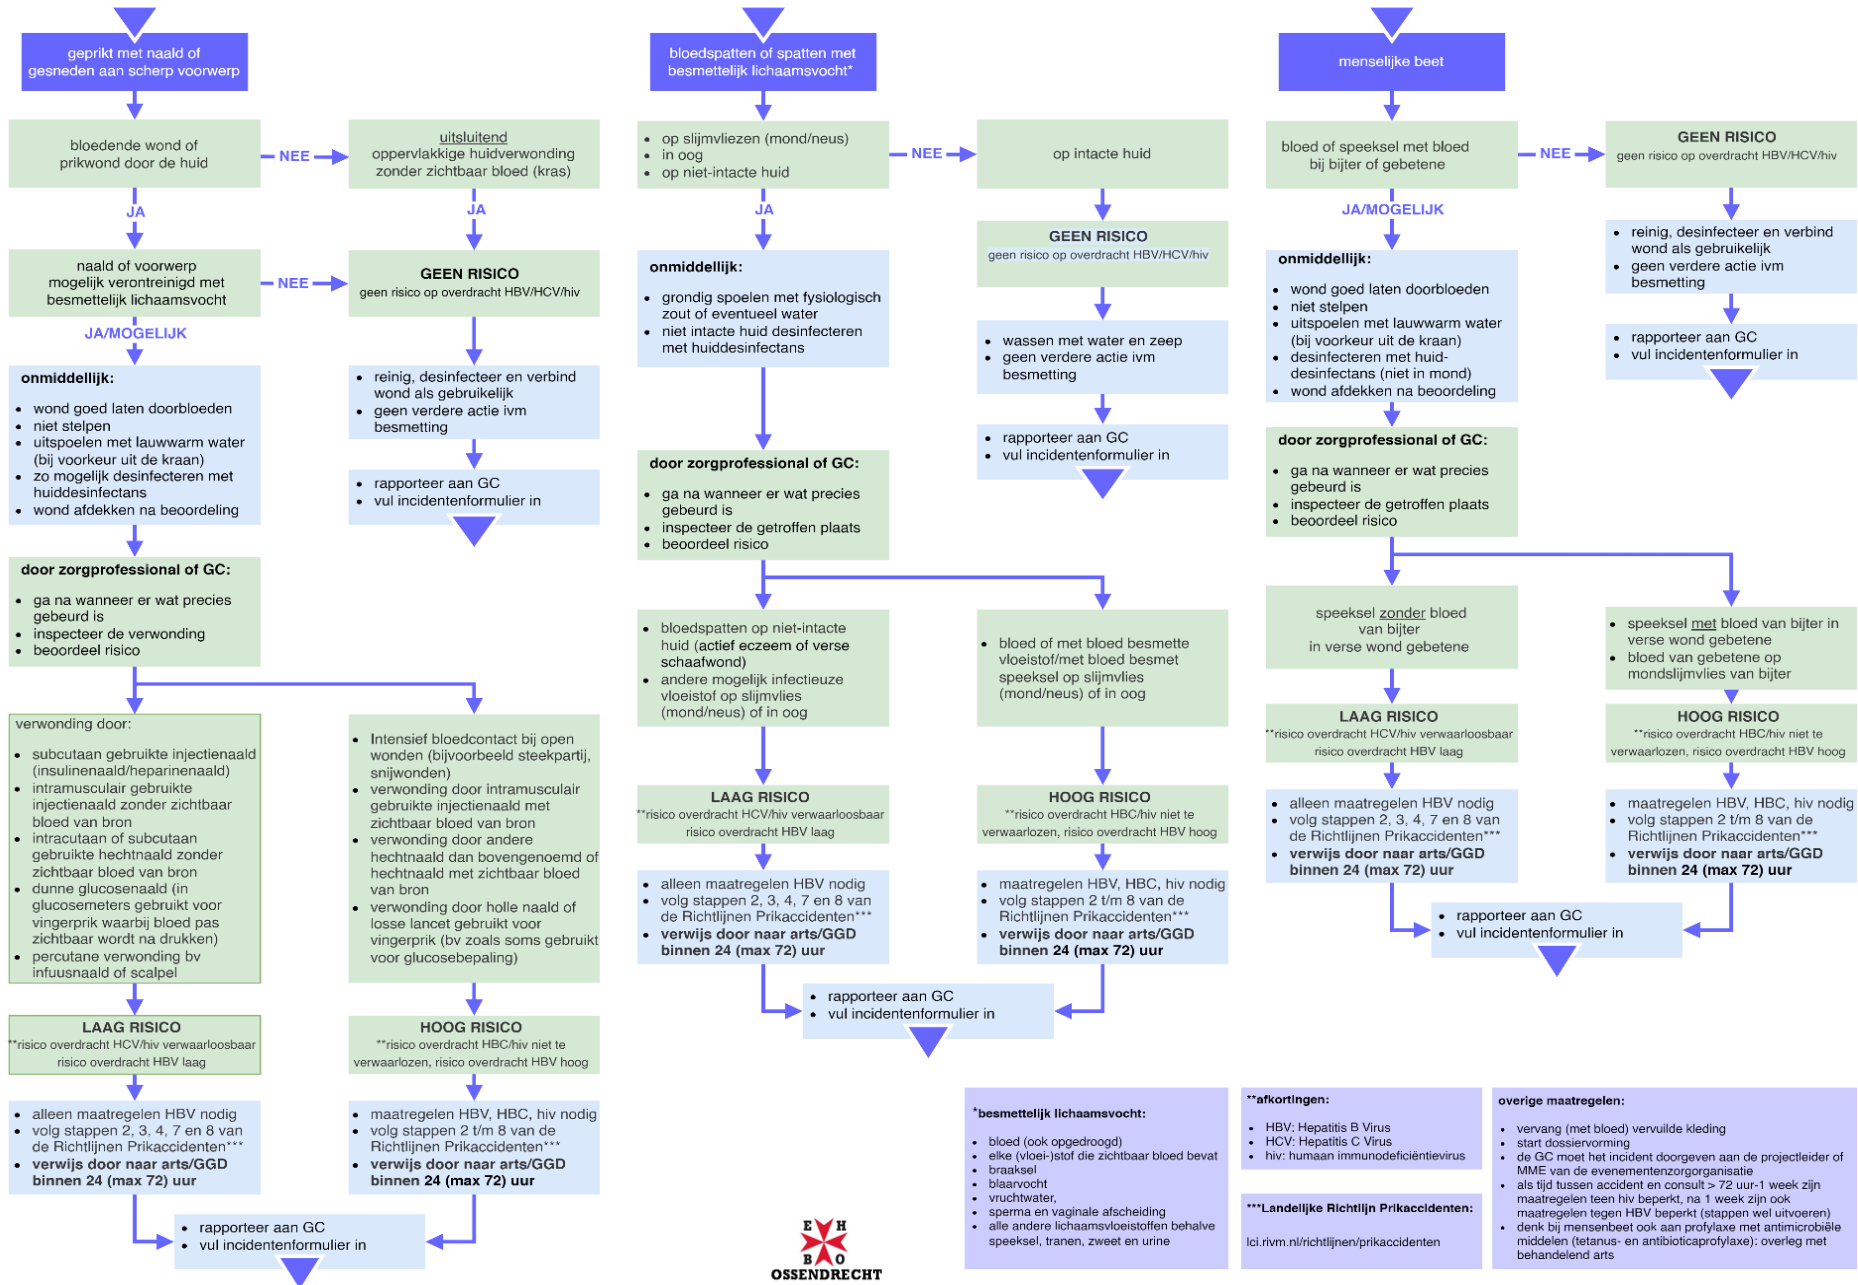 geprikt met naald of
gesneden aan scherp voorwerp
bloedende wond of
prikwond door de huid
NEE
uitsluitend
oppervlakkige huidverwonding
zonder zichtbaar bloed (kras)
JA
JA
naald of voorwerp
mogelijk verontreinigd met
besmettelijk lichaamsvocht
NEE
GEEN RISICO
geen risico op overdracht HBV/HCV/hiv
JA/MOGELIJK
onmiddelijk:
• wond goed laten doorbloeden
• niet stelpen
• uitspoelen met lauwwarm water
(bij voorkeur uit de kraan)
• zo mogelijk desinfecteren met
huiddesinfectans
• wond afdekken na beoordeling
• reinig, desinfecteer en verbind
wond als gebruikelijk
• geen verdere actie ivm
besmetting
• rapporteer aan GC
• vul incidentenformulier in
door zorgprofessional of GC:
• ga na wanneer er wat precies
gebeurd is
• inspecteer de verwonding
• beoordeel risico
verwonding door:
• subcutaan gebruikte injectienaald
(insulinenaald/heparinenaald)
• intramusculair gebruikte
injectienaald zonder zichtbaar
bloed van bron
• intracutaan of subcutaan
gebruikte hechtnaald zonder
zichtbaar bloed van bron
• dunne glucosenaald (in
glucosemeters gebruikt voor
vingerprik waarbij bloed pas
zichtbaar wordt na drukken)
• percutane verwonding bv
infuusnaald of scalpel
• Intensief bloedcontact bij open
wonden (bijvoorbeeld steekpartij,
snijwonden)
• verwonding door intramusculair
gebruikte injectienaald met
zichtbaar bloed van bron
• verwonding door andere
hechtnaald dan bovengenoemd of
hechtnaald met zichtbaar bloed
van bron
• verwonding door holle naald of
losse lancet gebruikt voor
vingerprik (bv zoals soms gebruikt
voor glucosebepaling)
LAAG RISICO
**risico overdracht HCV/hiv verwaarloosbaar
risico overdracht HBV laag
HOOG RISICO
**risico overdracht HBC/hiv niet te
verwaarlozen, risico overdracht HBV hoog
• alleen maatregelen HBV nodig
• volg stappen 2, 3, 4, 7 en 8 van
de Richtlijnen Prikaccidenten***
• verwijs door naar arts/GGD
binnen 24 (max 72) uur
• maatregelen HBV, HBC, hiv nodig
• volg stappen 2 t/m 8 van de
Richtlijnen Prikaccidenten***
• verwijs door naar arts/GGD
binnen 24 (max 72) uur
• rapporteer aan GC
• vul incidentenformulier in
bloedspatten of spatten met
besmettelijk lichaamsvocht*
• op slijmvliezen (mond/neus)
• in oog
• op niet-intacte huid
NEE
op intacte huid
JA
GEEN RISICO
geen risico op overdracht HBV/HCV/hiv
onmiddelijk:
• grondig spoelen met fysiologisch
zout of eventueel water
• niet intacte huid desinfecteren
met huiddesinfectans
• wassen met water en zeep
• geen verdere actie ivm
besmetting
• rapporteer aan GC
• vul incidentenformulier in
door zorgprofessional of GC:
• ga na wanneer er wat precies
gebeurd is
• inspecteer de getroffen plaats
• beoordeel risico
• bloedspatten op niet-intacte
huid (actief eczeem of verse
schaafwond)
• andere mogelijk infectieuze
vloeistof op slijmvlies
(mond/neus) of in oog
• bloed of met bloed besmette
vloeistof/met bloed besmet
speeksel op slijmvlies
(mond/neus) of in oog
LAAG RISICO
**risico overdracht HCV/hiv verwaarloosbaar
risico overdracht HBV laag
HOOG RISICO
**risico overdracht HBC/hiv niet te
verwaarlozen, risico overdracht HBV hoog
• alleen maatregelen HBV nodig
• volg stappen 2, 3, 4, 7 en 8 van
de Richtlijnen Prikaccidenten***
• verwijs door naar arts/GGD
binnen 24 (max 72) uur
• maatregelen HBV, HBC, hiv nodig
• volg stappen 2 t/m 8 van de
Richtlijnen Prikaccidenten***
• verwijs door naar arts/GGD
binnen 24 (max 72) uur
• rapporteer aan GC
• vul incidentenformulier in
menselijke beet
bloed of speeksel met bloed
bij bijter of gebetene
NEE
GEEN RISICO
geen risico op overdracht HBV/HCV/hiv
JA/MOGELIJK
onmiddelijk:
• wond goed laten doorbloeden
• niet stelpen
• uitspoelen met lauwwarm water
(bij voorkeur uit de kraan)
• desinfecteren met huid-
desinfectans (niet in mond)
• wond afdekken na beoordeling
• reinig, desinfecteer en verbind
wond als gebruikelijk
• geen verdere actie ivm
besmetting
• rapporteer aan GC
• vul incidentenformulier in
door zorgprofessional of GC:
• ga na wanneer er wat precies
gebeurd is
• inspecteer de getroffen plaats
• beoordeel risico
speeksel zonder bloed
van bijter
in verse wond gebetene
• speeksel met bloed van bijter in
verse wond gebetene
• bloed van gebetene op
mondslijmvlies van bijter
LAAG RISICO
**risico overdracht HCV/hiv verwaarloosbaar
risico overdracht HBV laag
HOOG RISICO
**risico overdracht HBC/hiv niet te
verwaarlozen, risico overdracht HBV hoog
• alleen maatregelen HBV nodig
• volg stappen 2, 3, 4, 7 en 8 van
de Richtlijnen Prikaccidenten***
• verwijs door naar arts/GGD
binnen 24 (max 72) uur
• maatregelen HBV, HBC, hiv nodig
• volg stappen 2 t/m 8 van de
Richtlijnen Prikaccidenten***
• verwijs door naar arts/GGD
binnen 24 (max 72) uur
• rapporteer aan GC
• vul incidentenformulier in
E H
B O
OSSENDRECHT
*besmettelijk lichaamsvocht:
• bloed (ook opgedroogd)
• elke (vloei-)stof die zichtbaar bloed bevat
• braaksel
• blaarvocht
• vruchtwater,
• sperma en vaginale afscheiding
• alle andere lichaamsvloeistoffen behalve
speeksel, tranen, zweet en urine
**afkortingen:
• HBV: Hepatitis B Virus
• HCV: Hepatitis C Virus
• hiv: humaan immunodeficiëntievirus
***Landelijke Richtlijn Prikaccidenten:
lci.rivm.nl/richtlijnen/prikaccidenten
overige maatregelen:
• vervang (met bloed) vervuilde kleding
• start dossiervorming
• de GC moet het incident doorgeven aan de projectleider of
MME van de evenementenzorgorganisatie
• als tijd tussen accident en consult > 72 uur-1 week zijn
maatregelen teen hiv beperkt, na 1 week zijn ook
maatregelen tegen HBV beperkt (stappen wel uitvoeren)
• denk bij mensenbeet ook aan profylaxe met antimicrobiële
middelen (tetanus- en antibioticaprofylaxe): overleg met
behandelend arts